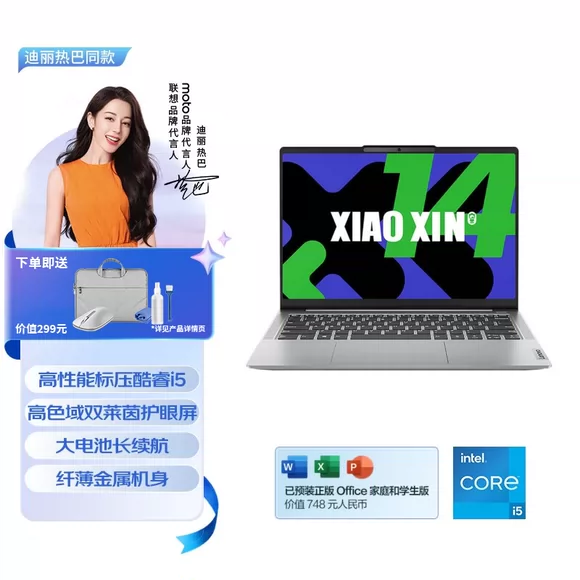 迪丽热巴同款
联想品牌代言人
moto品牌代言人
迪丽热巴
下单即送
价值299元
*详见产品详情页
高性能标压酷睿i5
高色域双莱茵护眼屏
大电池长续航
纤薄金属机身
14
XIAO XIN
Lenovo
W X P
已预装正版 Office 家庭和学生版
价值 748 元人民币
intel.
CORE
i5